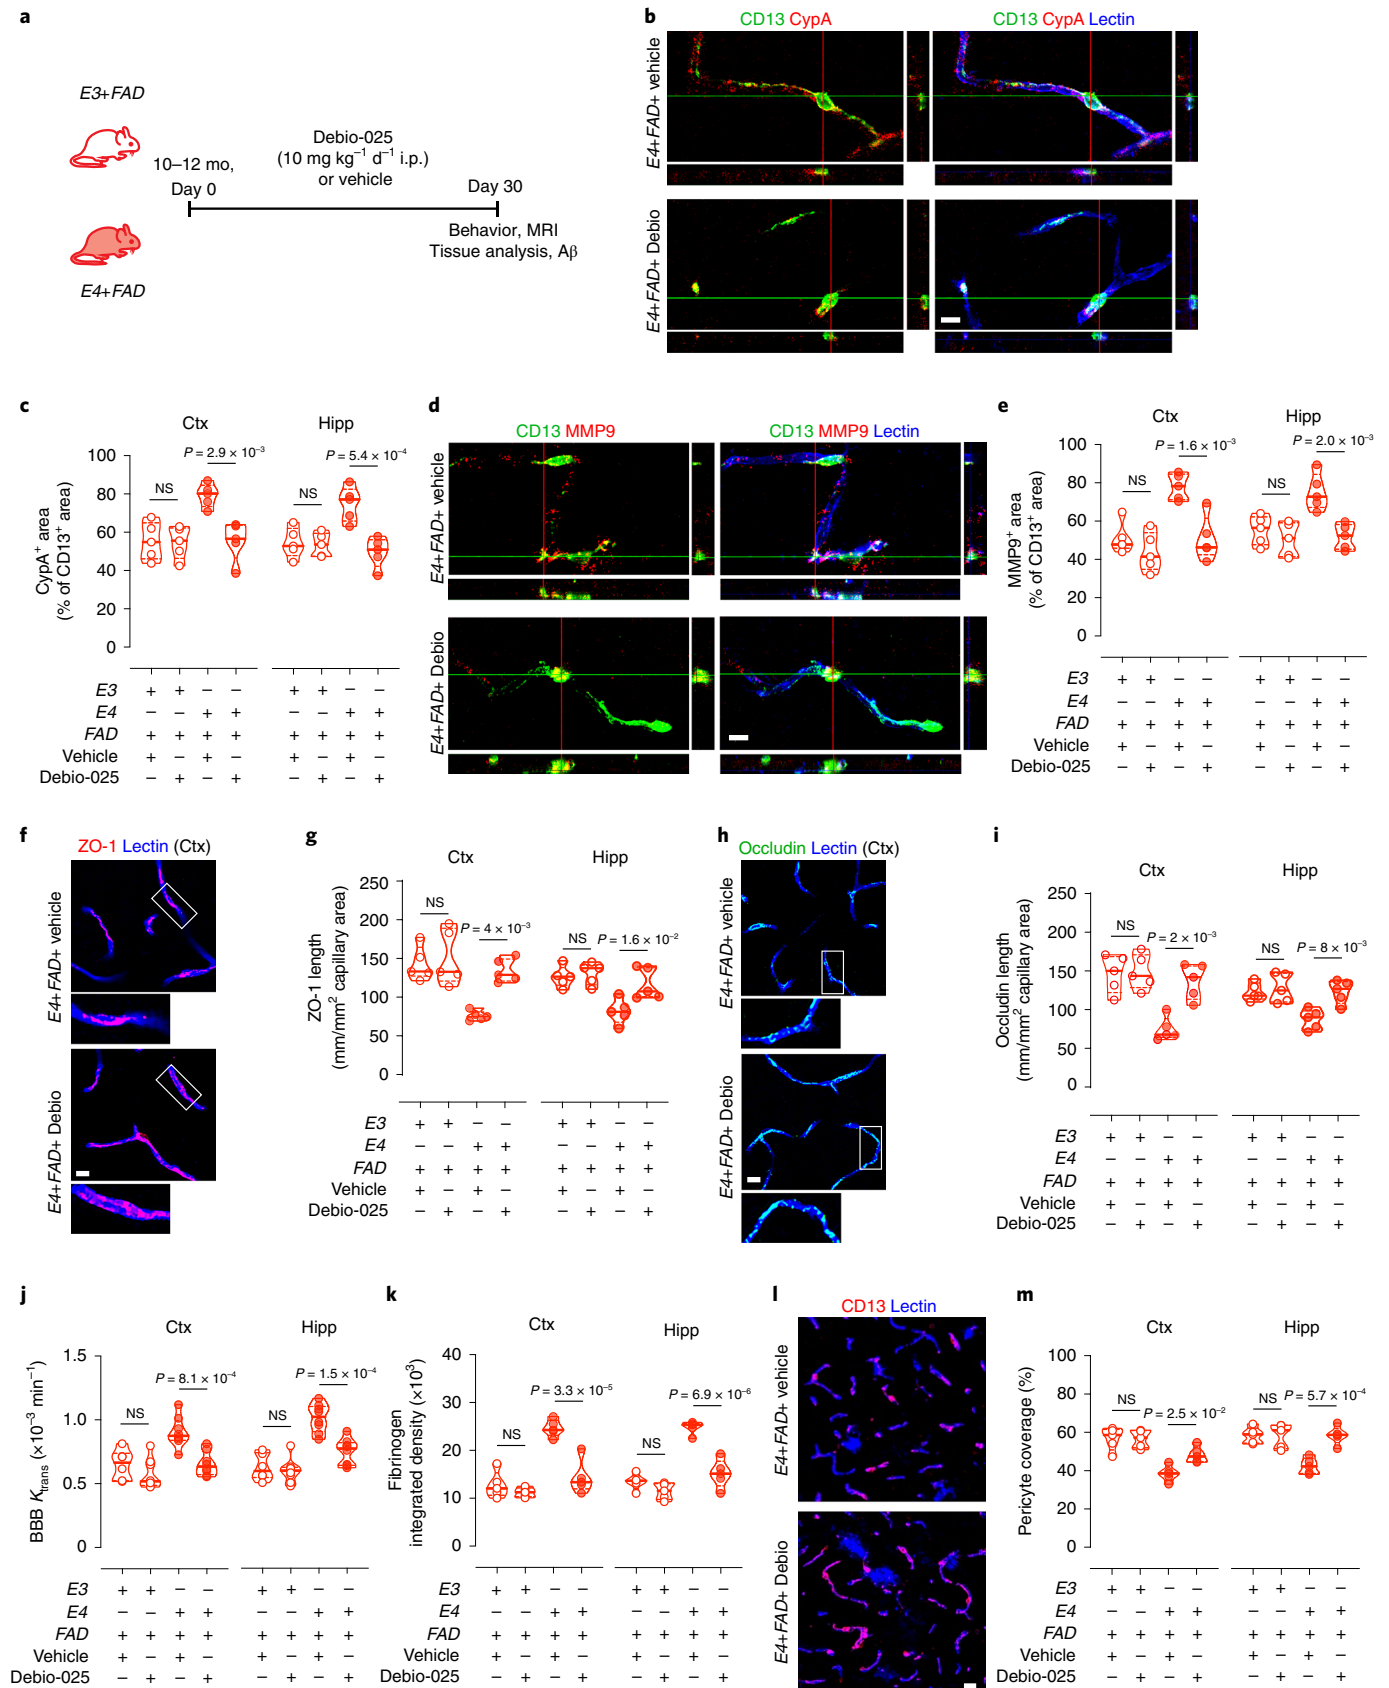 a
E3+FAD
10–12 mo,
Day 0
Debio-025
(10 mg kg⁻¹ d⁻¹ i.p.)
or vehicle
Day 30
Behavior, MRI
Tissue analysis, Aβ
E4+FAD
b
CD13 CypA
CD13 CypA Lectin
E4+FAD+ vehicle
E4+FAD+ Debio
c
Ctx
Hipp
CypA⁺ area
(% of CD13⁺ area)
100
80
60
40
20
0
NS
P = 2.9 × 10⁻³
NS
P = 5.4 × 10⁻⁴
E3 + + – – + + – –
E4 – – + + – – + +
FAD + + + + + + + +
Vehicle + – + – + – + –
Debio-025 – + – + – + – +
d
CD13 MMP9
CD13 MMP9 Lectin
E4+FAD+ vehicle
E4+FAD+ Debio
e
Ctx
Hipp
MMP9⁺ area
(% of CD13⁺ area)
100
80
60
40
20
0
NS
P = 1.6 × 10⁻³
NS
P = 2.0 × 10⁻³
E3 + + – – + + – –
E4 – – + + – – + +
FAD + + + + + + + +
Vehicle + – + – + – + –
Debio-025 – + – + – + – +
f
ZO-1 Lectin (Ctx)
E4+FAD+ vehicle
E4+FAD+ Debio
g
Ctx
Hipp
ZO-1 length
(mm/mm² capillary area)
250
200
150
100
50
0
NS
P = 4 × 10⁻³
NS
P = 1.6 × 10⁻²
E3 + + – – + + – –
E4 – – + + – – + +
FAD + + + + + + + +
Vehicle + – + – + – + –
Debio-025 – + – + – + – +
h
Occludin Lectin (Ctx)
E4+FAD+ vehicle
E4+FAD+ Debio
i
Ctx
Hipp
Occludin length
(mm/mm² capillary area)
250
200
150
100
50
0
NS
P = 2 × 10⁻³
NS
P = 8 × 10⁻³
E3 + + – – + + – –
E4 – – + + – – + +
FAD + + + + + + + +
Vehicle + – + – + – + –
Debio-025 – + – + – + – +
j
Ctx
Hipp
BBB Ktrans (×10⁻³ min⁻¹)
1.5
1.0
0.5
0
NS
P = 8.1 × 10⁻⁴
NS
P = 1.5 × 10⁻⁴
E3 + + – – + + – –
E4 – – + + – – + +
FAD + + + + + + + +
Vehicle + – + – + – + –
Debio-025 – + – + – + – +
k
Ctx
Hipp
Fibrinogen
integrated density (×10³)
40
30
20
10
0
NS
P = 3.3 × 10⁻⁵
NS
P = 6.9 × 10⁻⁶
E3 + + – – + + – –
E4 – – + + – – + +
FAD + + + + + + + +
Vehicle + – + – + – + –
Debio-025 – + – + – + – +
l
CD13 Lectin
E4+FAD+ vehicle
E4+FAD+ Debio
m
Ctx
Hipp
Pericyte coverage (%)
100
80
60
40
20
0
NS
P = 2.5 × 10⁻²
NS
P = 5.7 × 10⁻⁴
E3 + + – – + + – –
E4 – – + + – – + +
FAD + + + + + + + +
Vehicle + – + – + – + –
Debio-025 – + – + – + – +